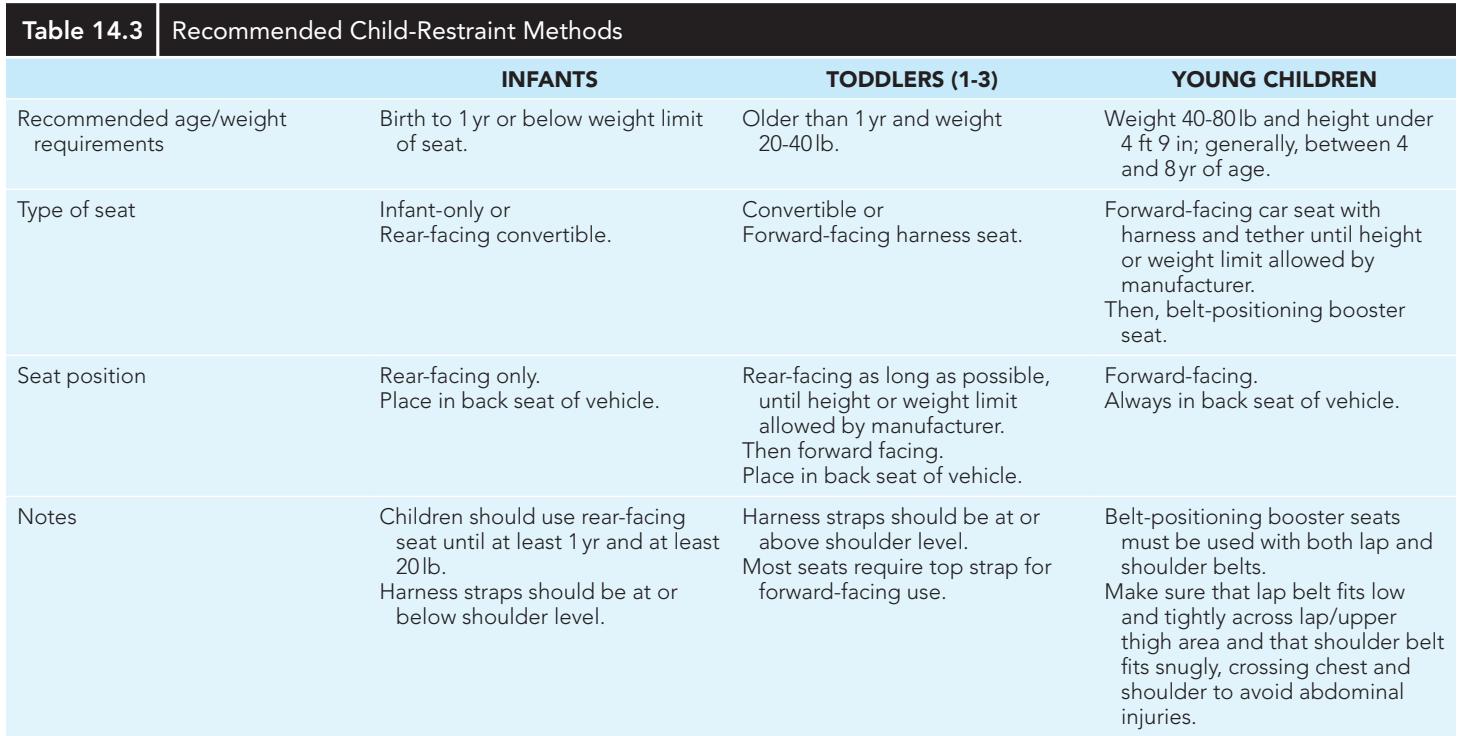 Table 14.3 Recommended Child-Restraint Methods
INFANTS TODDLERS (1-3) YOUNG CHILDREN
Recommended age/weight
requirements
Birth to 1 yr or below weight limit
of seat.
Older than 1 yr and weight
20-40 lb.
Weight 40-80 lb and height under
4 ft 9 in; generally, between 4
and 8 yr of age.
Type of seat
Infant-only or
Rear-facing convertible.
Convertible or
Forward-facing harness seat.
Forward-facing car seat with
harness and tether until height
or weight limit allowed by
manufacturer.
Then, belt-positioning booster
seat.
Seat position
Rear-facing only.
Place in back seat of vehicle.
Rear-facing as long as possible,
until height or weight limit
allowed by manufacturer.
Then forward facing.
Place in back seat of vehicle.
Forward-facing.
Always in back seat of vehicle.
Notes
Children should use rear-facing
seat until at least 1 yr and at least
20 lb.
Harness straps should be at or
below shoulder level.
Harness straps should be at or
above shoulder level.
Most seats require top strap for
forward-facing use.
Belt-positioning booster seats
must be used with both lap and
shoulder belts.
Make sure that lap belt fits low
and tightly across lap/upper
thigh area and that shoulder belt
fits snugly, crossing chest and
shoulder to avoid abdominal
injuries.